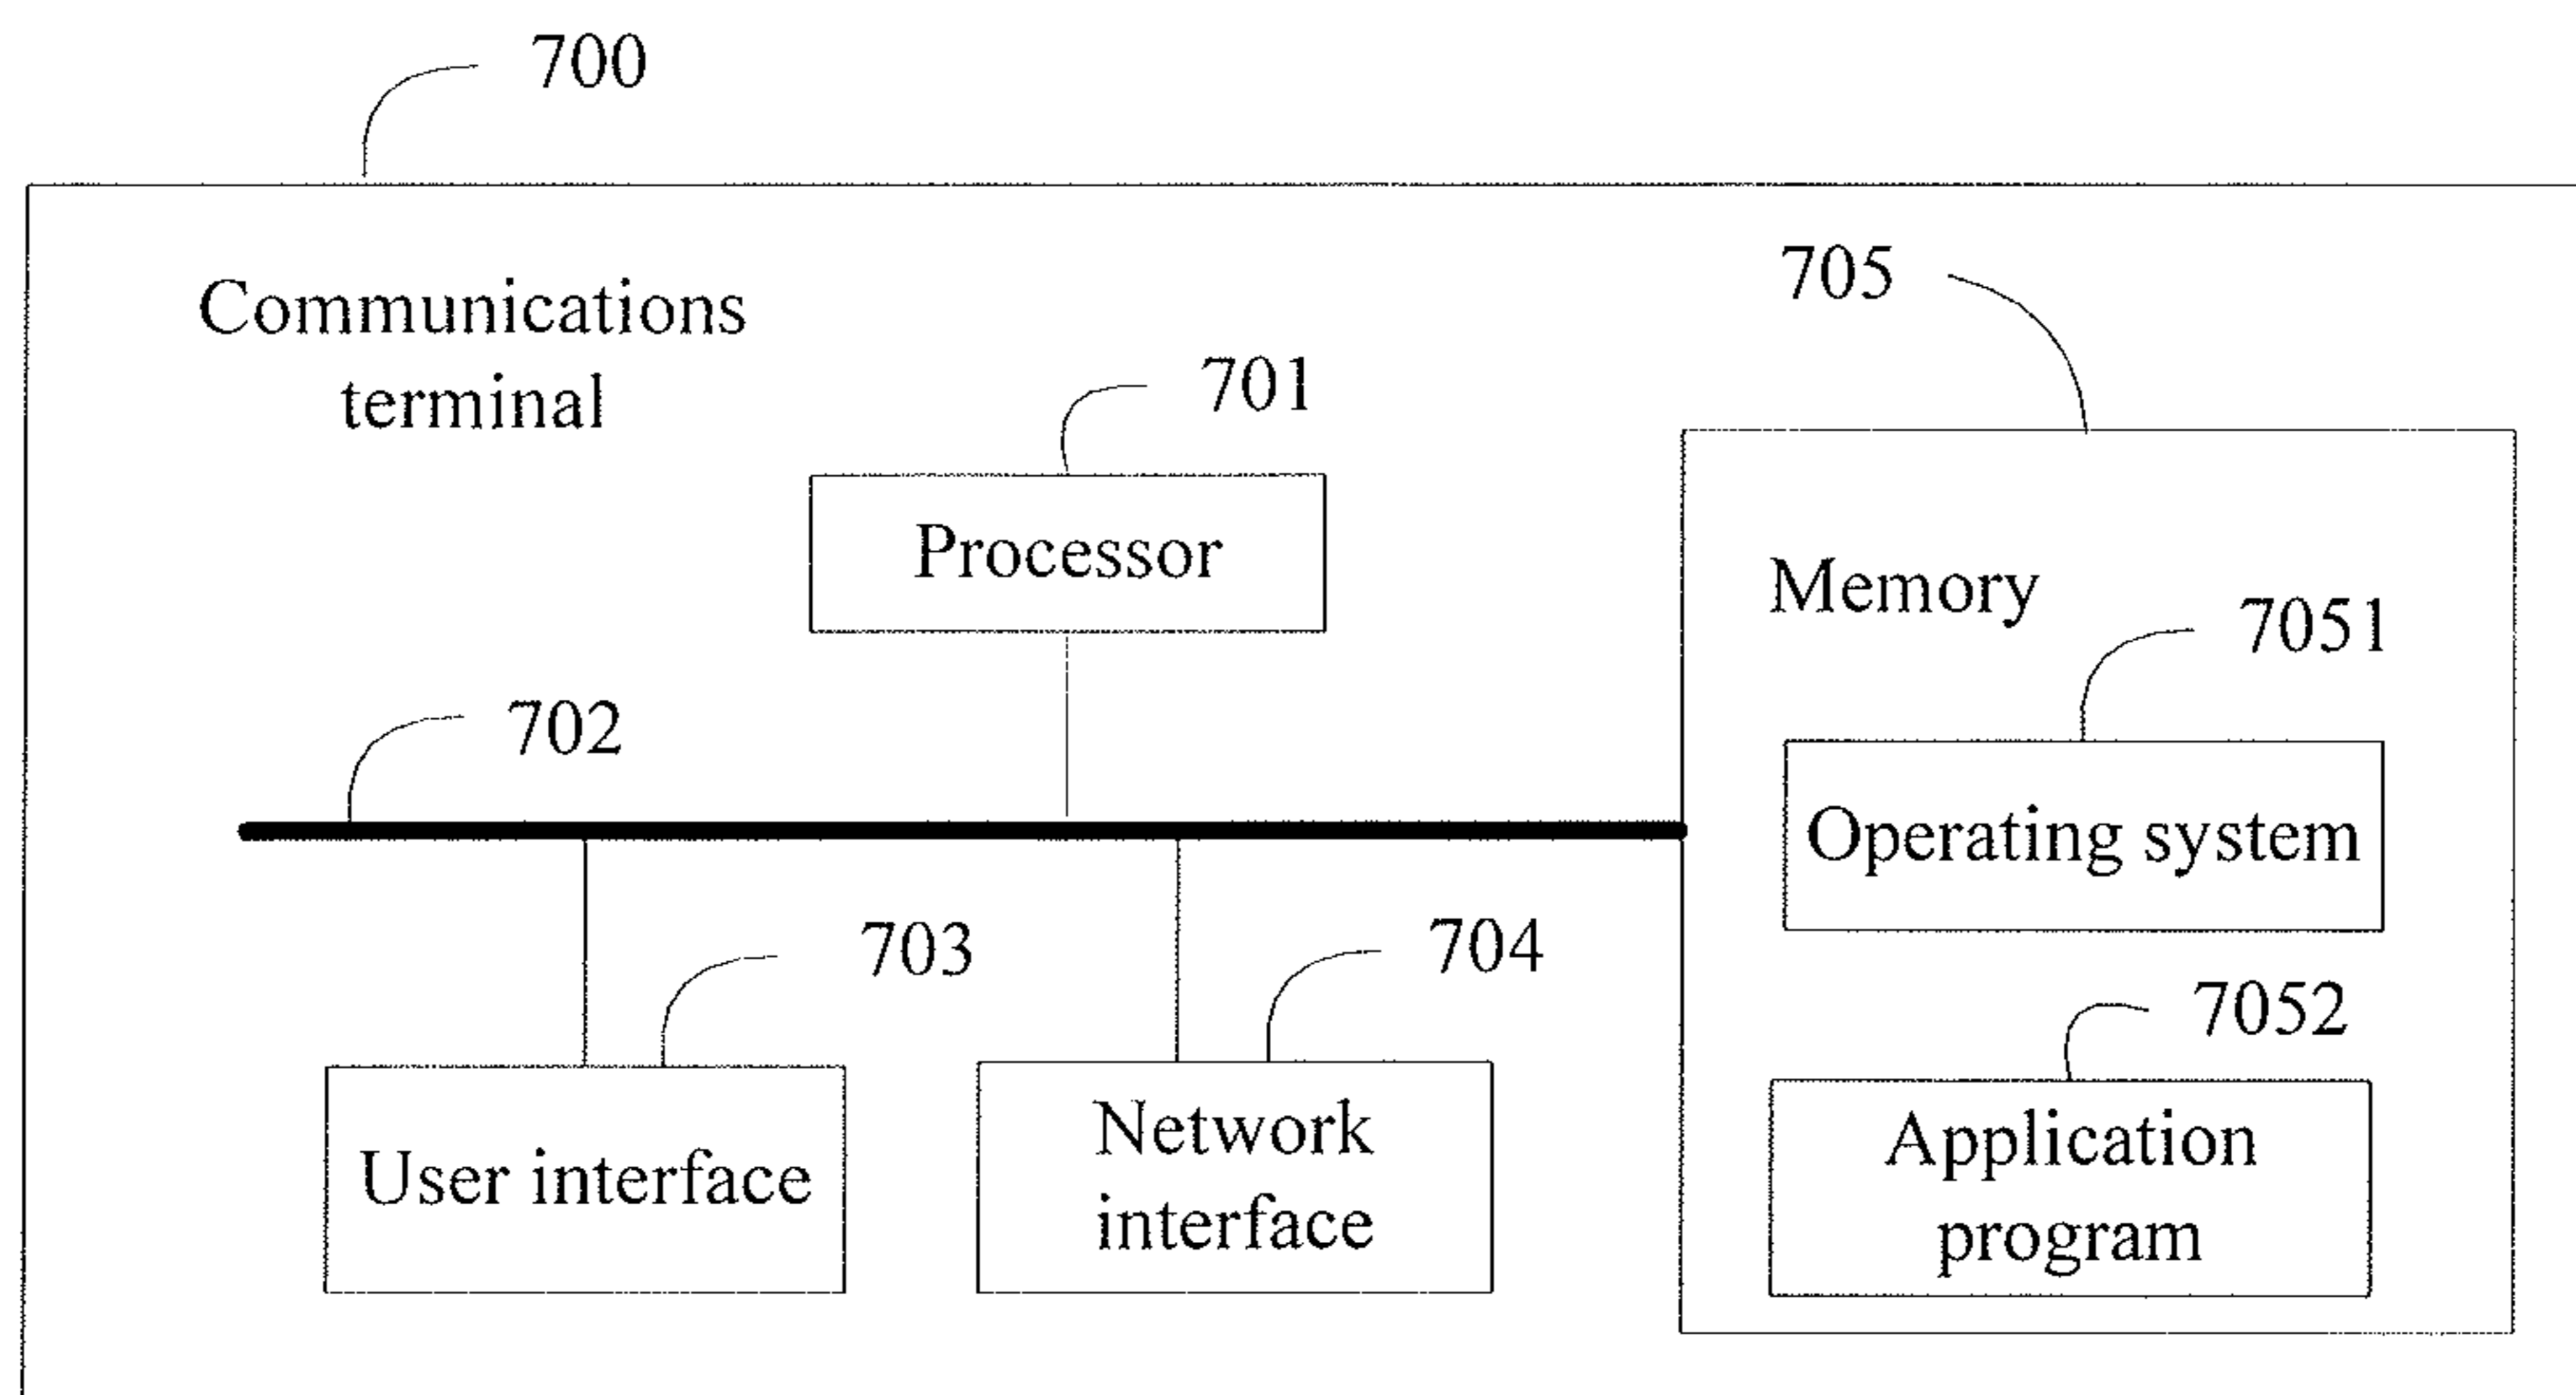 700
Communications
terminal
705
701
Processor
Memory
7051
702
Operating system
703
704
7052
User interface
Network
interface
Application
program